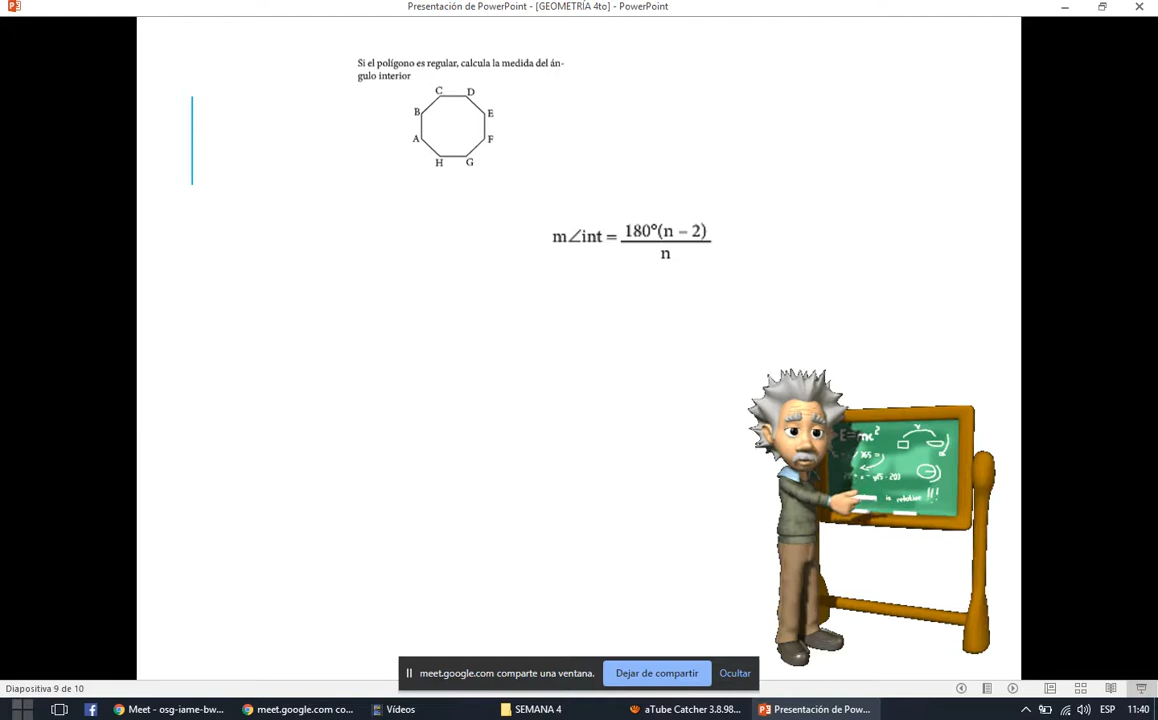 Presentación de PowerPoint - [GEOMETRÍA 4to] - PowerPoint
Si el polígono es regular, calcula la medida del án-
gulo interior
C D
B E
A F
H G
m∠int = 180°(n – 2)
n
E=mc²
is relative !!!
meet.google.com comparte una ventana. Dejar de compartir Ocultar
Diapositiva 9 de 10
Meet - osg-iame-bw... meet.google.com co... Vídeos SEMANA 4 aTube Catcher 3.8.98... Presentación de Pow... ESP 11:40